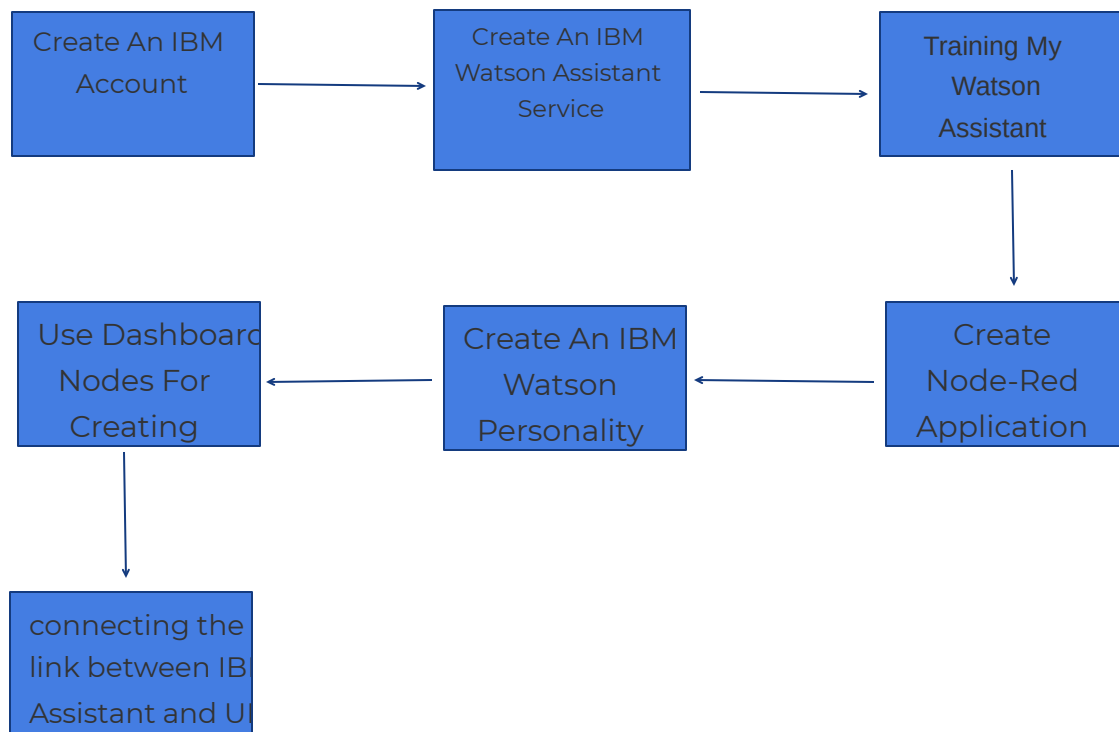 Create An IBM
Account
Create An IBM
Watson Assistant
Service
Training My
Watson
Assistant
Create
Node-Red
Application
Create An IBM
Watson
Personality
Use Dashboard
Nodes For
Creating
connecting the
link between
Assistant and